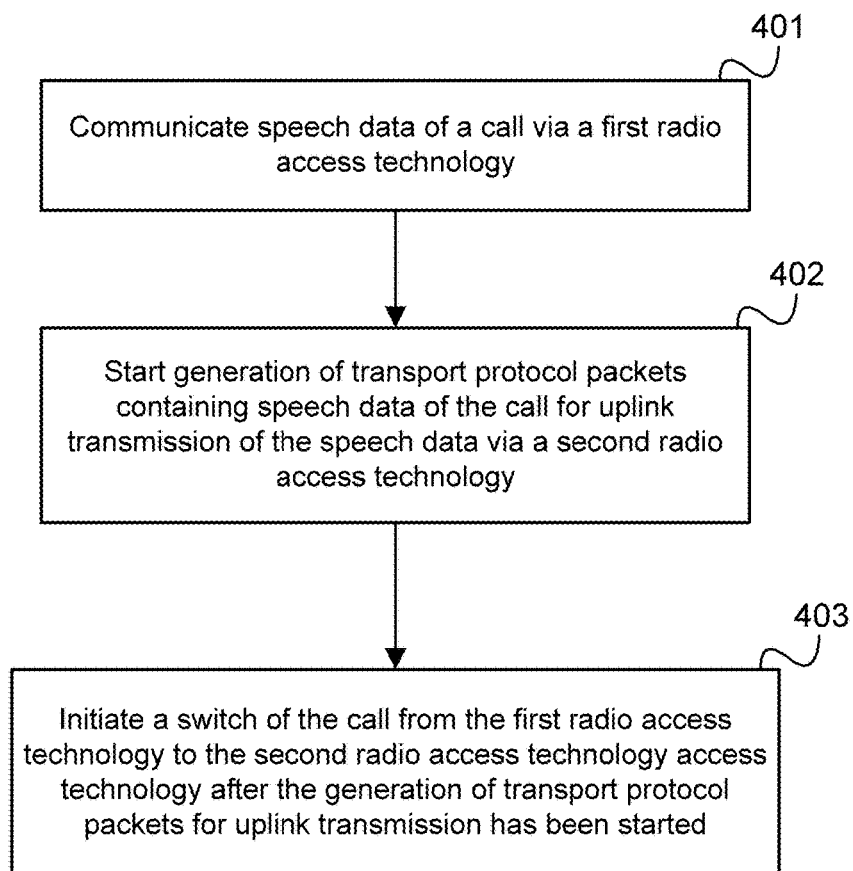 401
Communicate speech data of a call via a first radio
access technology
402
Start generation of transport protocol packets
containing speech data of the call for uplink
transmission of the speech data via a second radio
access technology
403
Initiate a switch of the call from the first radio access
technology to the second radio access technology access
technology after the generation of transport protocol
packets for uplink transmission has been started